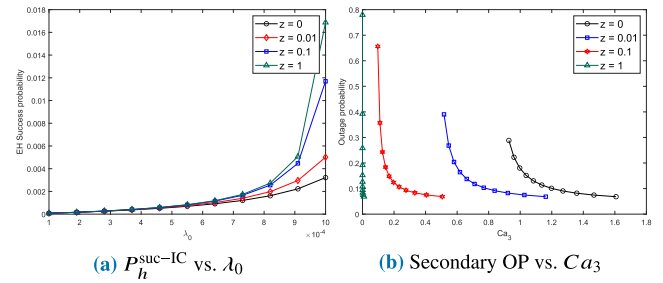 0.018
0.016
0.014
0.012
0.01
0.008
0.006
0.004
0.002
0
EH Success probability
z = 0
z = 0.01
z = 0.1
z = 1
1 2 3 4 5 6 7 8 9 10
×10⁻⁴
λ₀
(a) P_h^{suc-IC} vs. λ₀
0.8
0.7
0.6
0.5
0.4
0.3
0.2
0.1
0
Outage probability
z = 0
z = 0.01
z = 0.1
z = 1
0 0.2 0.4 0.6 0.8 1 1.2 1.4 1.6 1.8
Ca₃
(b) Secondary OP vs. Ca₃